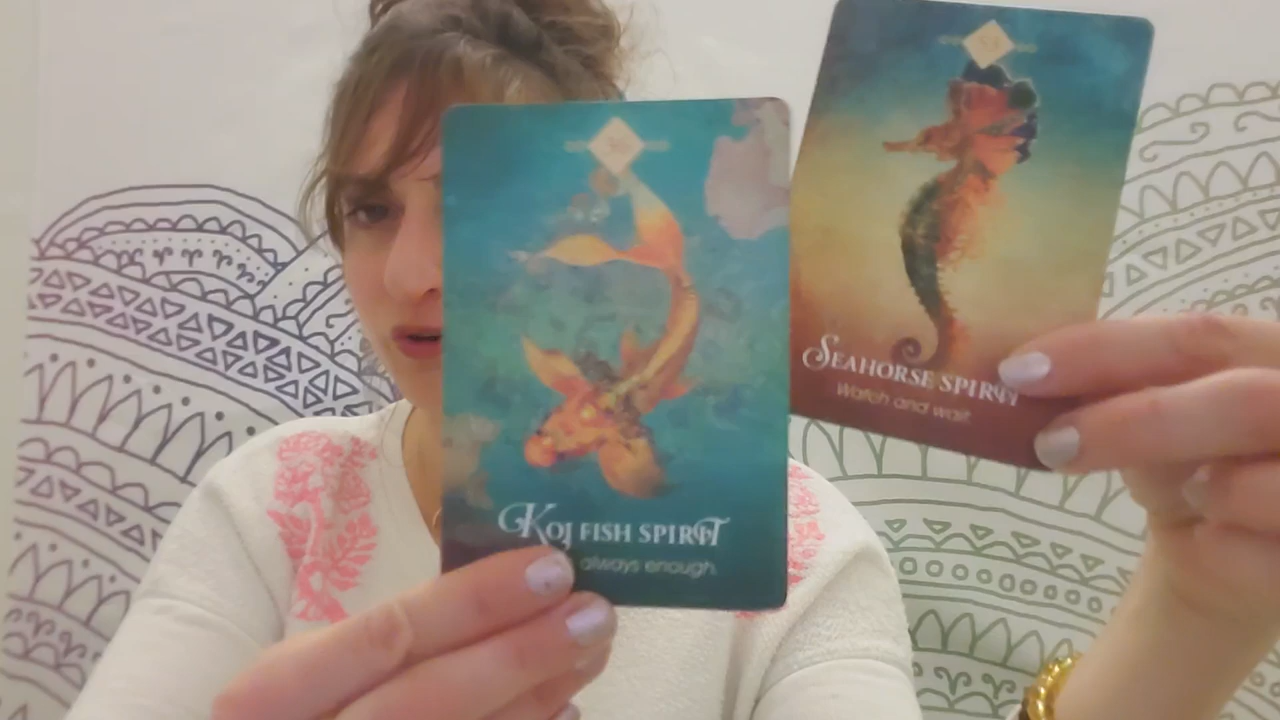 Koi FISH SPIRIT
always enough.
SEAHORSE SPIRIT
Watch and wait.